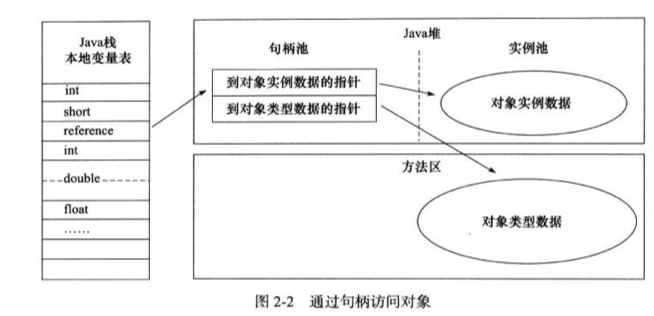 Java栈
本地变量表
int
short
reference
int
double
float
……
Java堆
句柄池
实例池
到对象实例数据的指针
到对象类型数据的指针
对象实例数据
方法区
对象类型数据
图 2-2 通过句柄访问对象